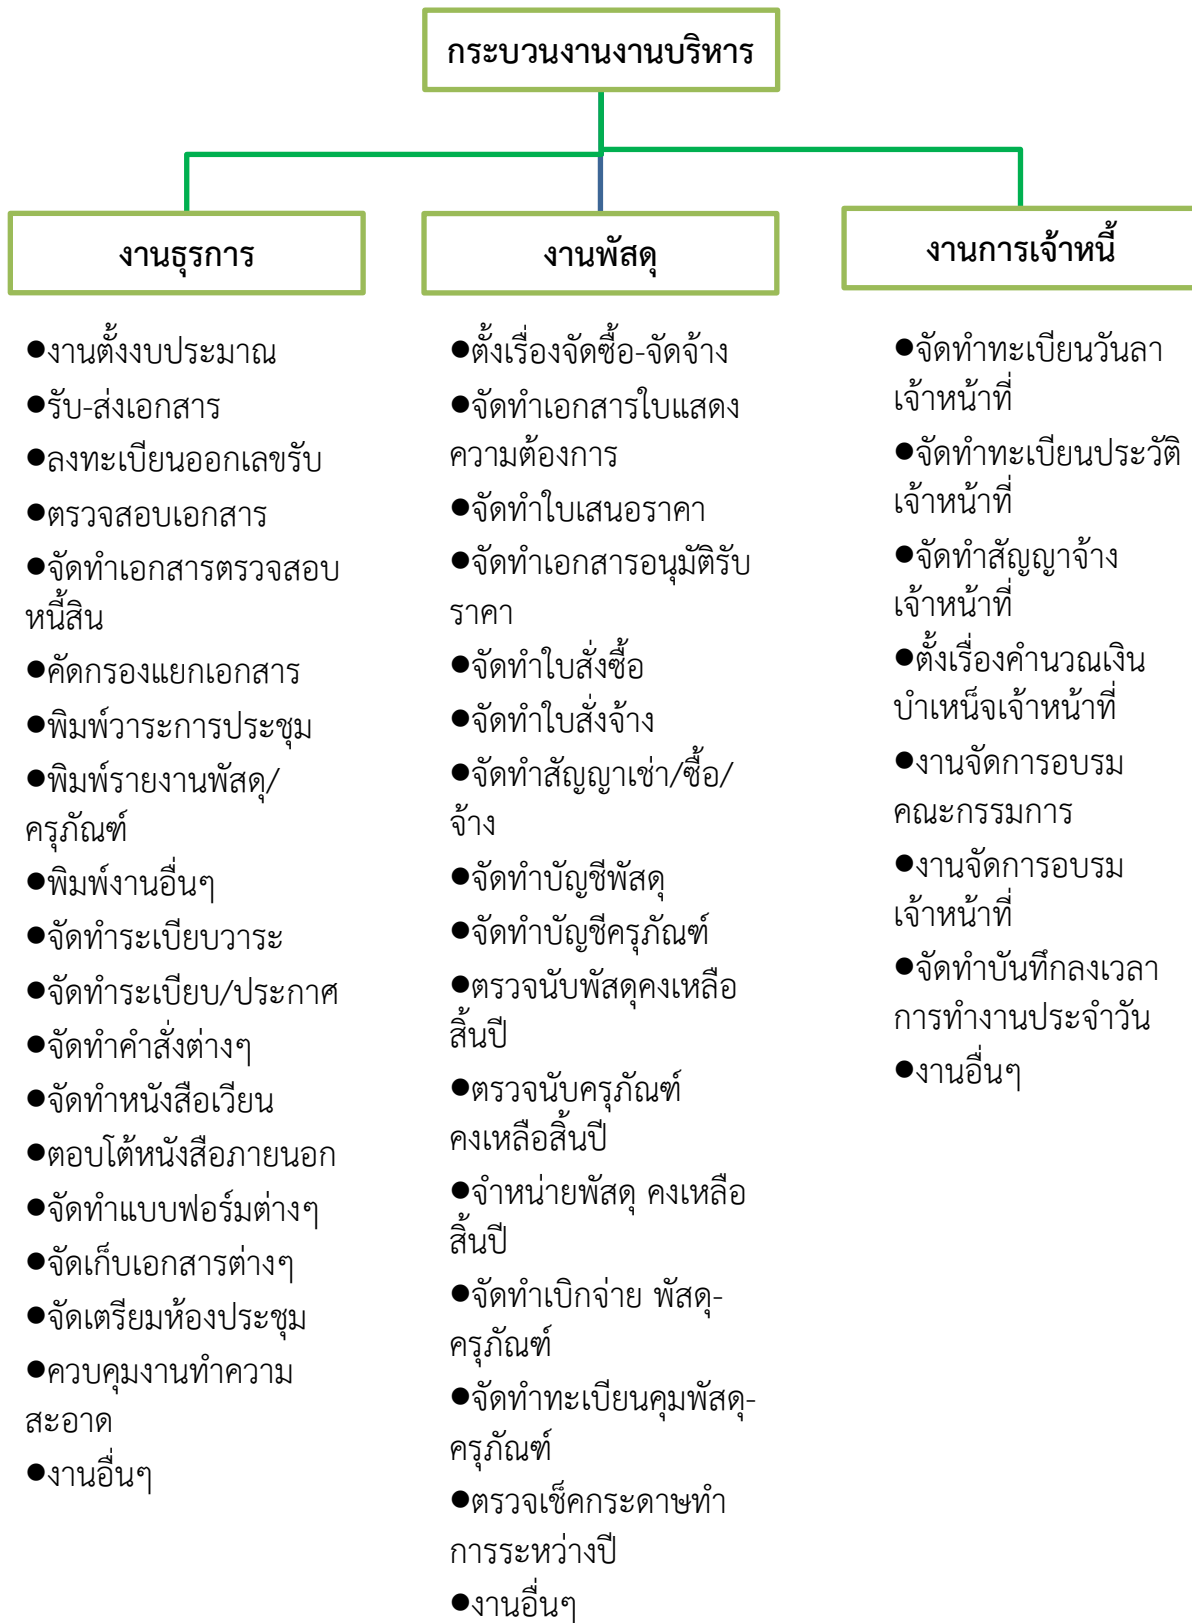 กระบวนงานงานบริหาร
งานธุรการ
●งานตั้งงบประมาณ
●รับ-ส่งเอกสาร
●ลงทะเบียนออกเลขรับ
●ตรวจสอบเอกสาร
●จัดทำเอกสารตรวจสอบ
หนี้สิน
●คัดกรองแยกเอกสาร
●พิมพ์วาระการประชุม
●พิมพ์รายงานพัสดุ/
ครุภัณฑ์
●พิมพ์งานอื่นๆ
●จัดทำระเบียบวาระ
●จัดทำระเบียบ/ประกาศ
●จัดทำคำสั่งต่างๆ
●จัดทำหนังสือเวียน
●ตอบโต้หนังสือภายนอก
●จัดทำแบบฟอร์มต่างๆ
●จัดเก็บเอกสารต่างๆ
●จัดเตรียมห้องประชุม
●ควบคุมงานทำความ
สะอาด
●งานอื่นๆ
งานพัสดุ
●ตั้งเรื่องจัดซื้อ-จัดจ้าง
●จัดทำเอกสารใบแสดง
ความต้องการ
●จัดทำใบเสนอราคา
●จัดทำเอกสารอนุมัติรับ
ราคา
●จัดทำใบสั่งซื้อ
●จัดทำใบสั่งจ้าง
●จัดทำสัญญาเช่า/ซื้อ/
จ้าง
●จัดทำบัญชีพัสดุ
●จัดทำบัญชีครุภัณฑ์
●ตรวจนับพัสดุคงเหลือ
สิ้นปี
●ตรวจนับครุภัณฑ์
คงเหลือสิ้นปี
●จำหน่ายพัสดุ คงเหลือ
สิ้นปี
●จัดทำเบิกจ่าย พัสดุ-
ครุภัณฑ์
●จัดทำทะเบียนคุมพัสดุ-
ครุภัณฑ์
●ตรวจเช็คกระดาษทำ
การระหว่างปี
●งานอื่นๆ
งานการเจ้าหนี้
●จัดทำทะเบียนวันลา
เจ้าหน้าที่
●จัดทำทะเบียนประวัติ
เจ้าหน้าที่
●จัดทำสัญญาจ้าง
เจ้าหน้าที่
●ตั้งเรื่องคำนวณเงิน
บำเหน็จเจ้าหน้าที่
●งานจัดการอบรม
คณะกรรมการ
●งานจัดการอบรม
เจ้าหน้าที่
●จัดทำบันทึกลงเวลา
การทำงานประจำวัน
●งานอื่นๆ